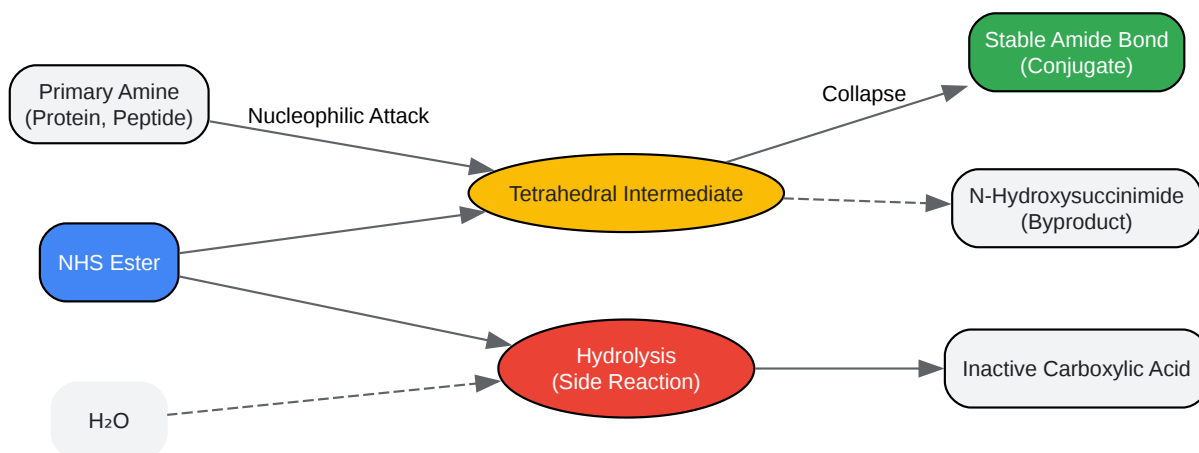 Primary Amine
(Protein, Peptide)
Nucleophilic Attack
Tetrahedral Intermediate
Collapse
Stable Amide Bond
(Conjugate)
N-Hydroxysuccinimide
(Byproduct)
NHS Ester
Hydrolysis
(Side Reaction)
Inactive Carboxylic Acid
H₂O